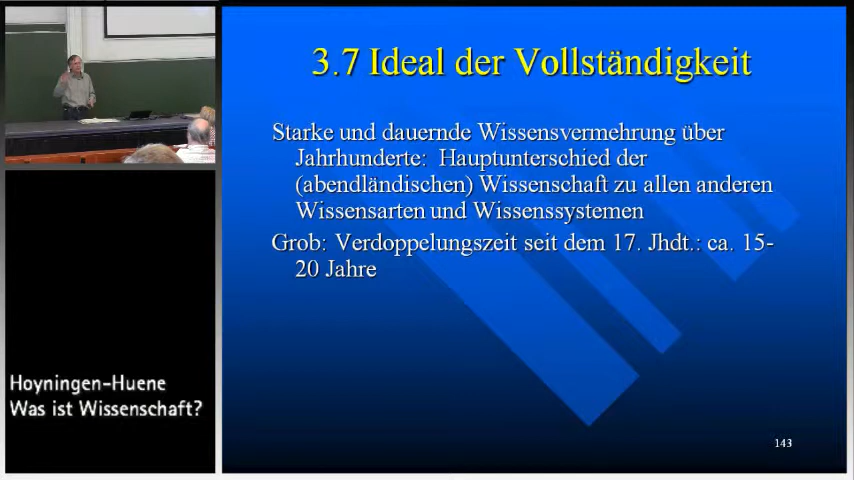 3.7 Ideal der Vollständigkeit
Starke und dauernde Wissensvermehrung über
Jahrhunderte: Hauptunterschied der
(abendländischen) Wissenschaft zu allen anderen
Wissensarten und Wissenssystemen
Grob: Verdoppelungszeit seit dem 17. Jhdt.: ca. 15-
20 Jahre
Hoyningen-Huene
Was ist Wissenschaft?
143